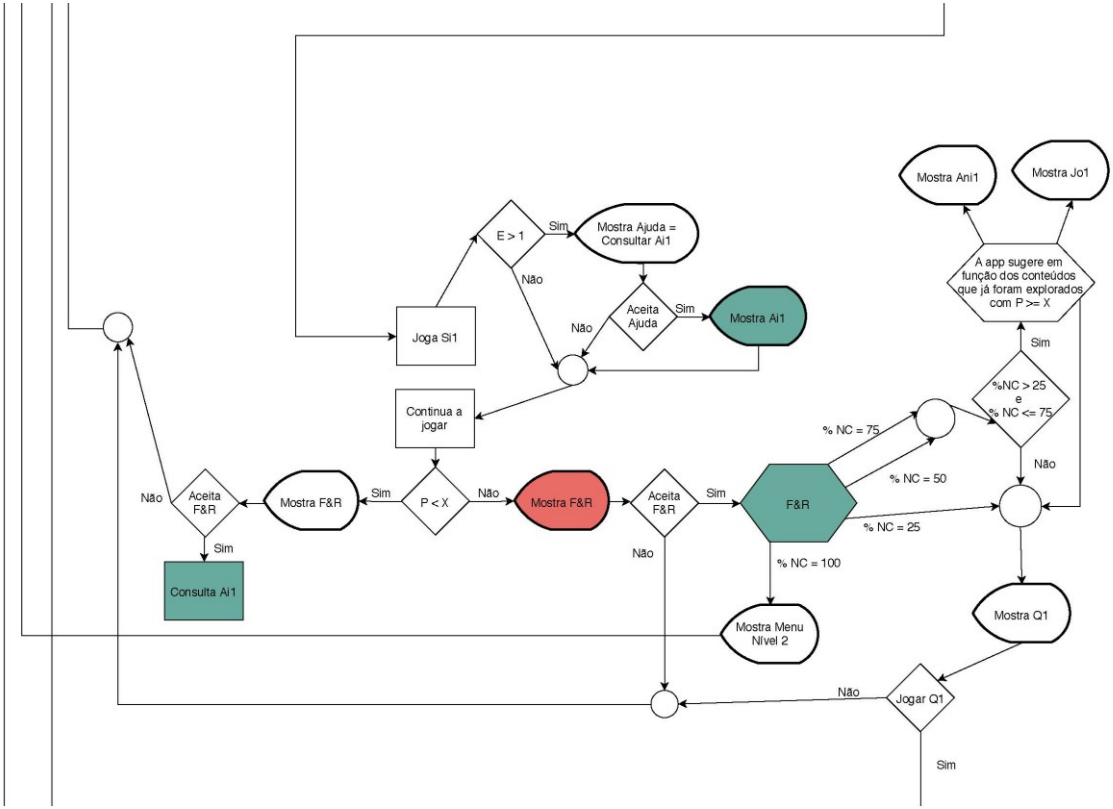 Mostra Ani1
Mostra Jo1
E > 1
Sim
Mostra Ajuda =
Consultar Ai1
Não
A app sugere em
função dos conteúdos
que já foram explorados
com P >= X
Joga Si1
Não
Aceita
Ajuda
Sim
Mostra Ai1
Sim
%NC > 25
e
% NC <= 75
Continua a
jogar
% NC = 75
Não
% NC = 50
Não
Aceita
F&R
Mostra F&R
Sim
P < X
Não
Mostra F&R
Aceita
F&R
Sim
F&R
% NC = 25
Sim
Não
% NC = 100
Consulta Ai1
Mostra Menu
Nível 2
Mostra Q1
Não
Jogar Q1
Sim